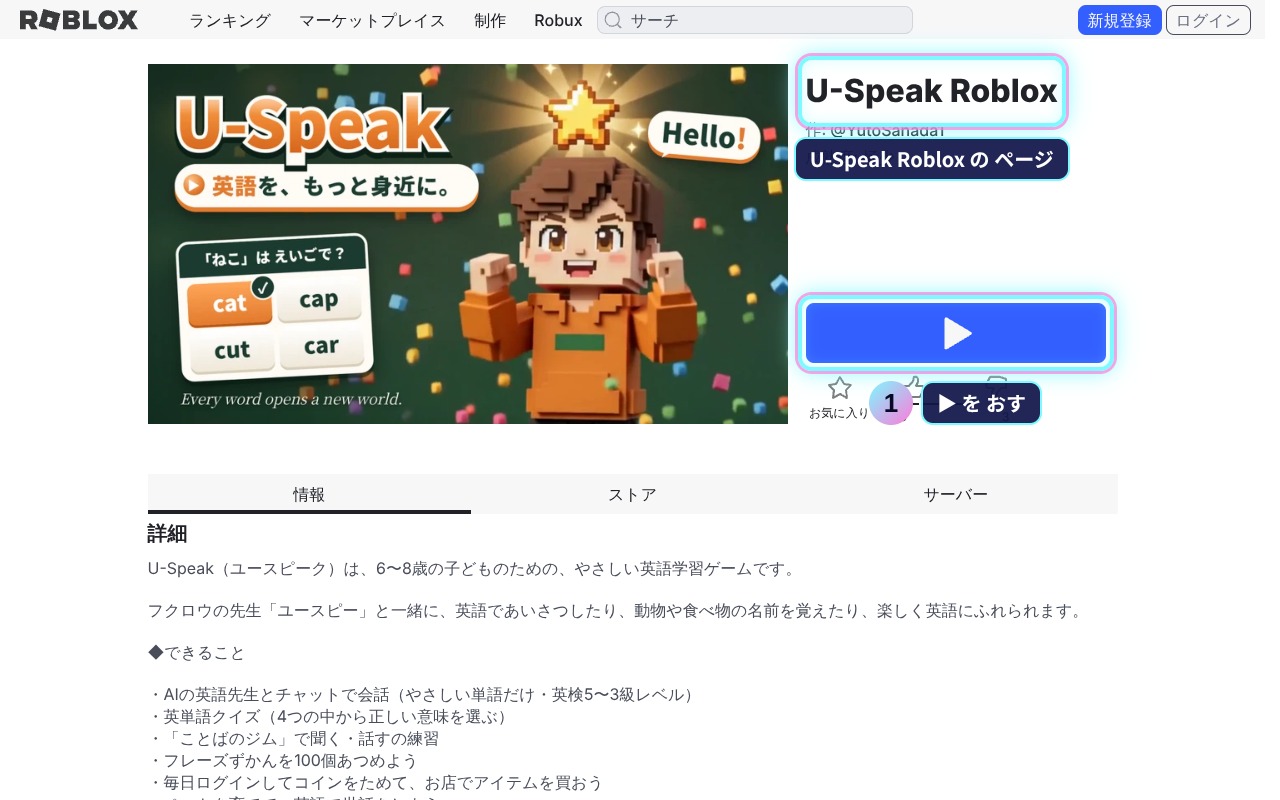 ROBLOX ランキング マーケットプレイス 制作 Robux サーチ 新規登録 ログイン
U-Speak
英語を、もっと身近に。
Hello!
「ねこ」は えいごで？
cat cap
cut car
Every word opens a new world.
U-Speak Roblox
作: @YutoSanada1
U-Speak Roblox の ページ
お気に入り
1 ▶ を おす
情報 ストア サーバー
詳細
U-Speak（ユースピーク）は、6〜8歳の子どものための、やさしい英語学習ゲームです。
フクロウの先生「ユースピー」と一緒に、英語であいさつしたり、動物や食べ物の名前を覚えたり、楽しく英語にふれられます。
◆できること
・AIの英語先生とチャットで会話（やさしい単語だけ・英検5〜3級レベル）
・英単語クイズ（4つの中から正しい意味を選ぶ）
・「ことばのジム」で聞く・話すの練習
・フレーズずかんを100個あつめよう
・毎日ログインしてコインをためて、お店でアイテムを買おう